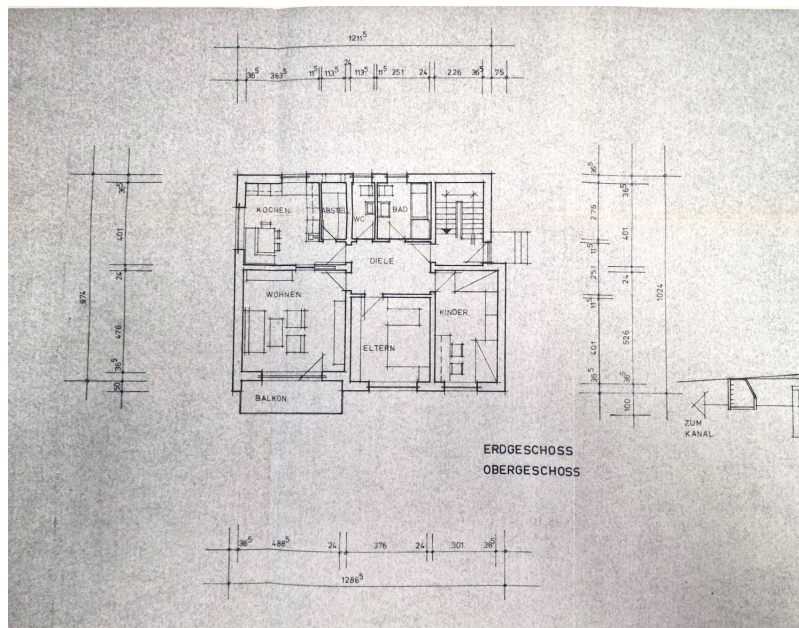 1211⁵
36⁵ 363⁵ 11⁵ 113⁵ 24 113⁵ 11⁵ 251 24 226 36⁵ 75
KOCHEN
ABSTELL
WC
BAD
DIELE
WOHNEN
ELTERN
KINDER
BALKON
974
36⁵ 401 24 476 36⁵ 50
36⁵ 276 11⁵ 251 11⁵ 401 36⁵
36⁵ 401 24 526 36⁵ 100
1024
ZUM
KANAL
ERDGESCHOSS
OBERGESCHOSS
36⁵ 488⁵ 24 376 24 301 36⁵
1286⁵